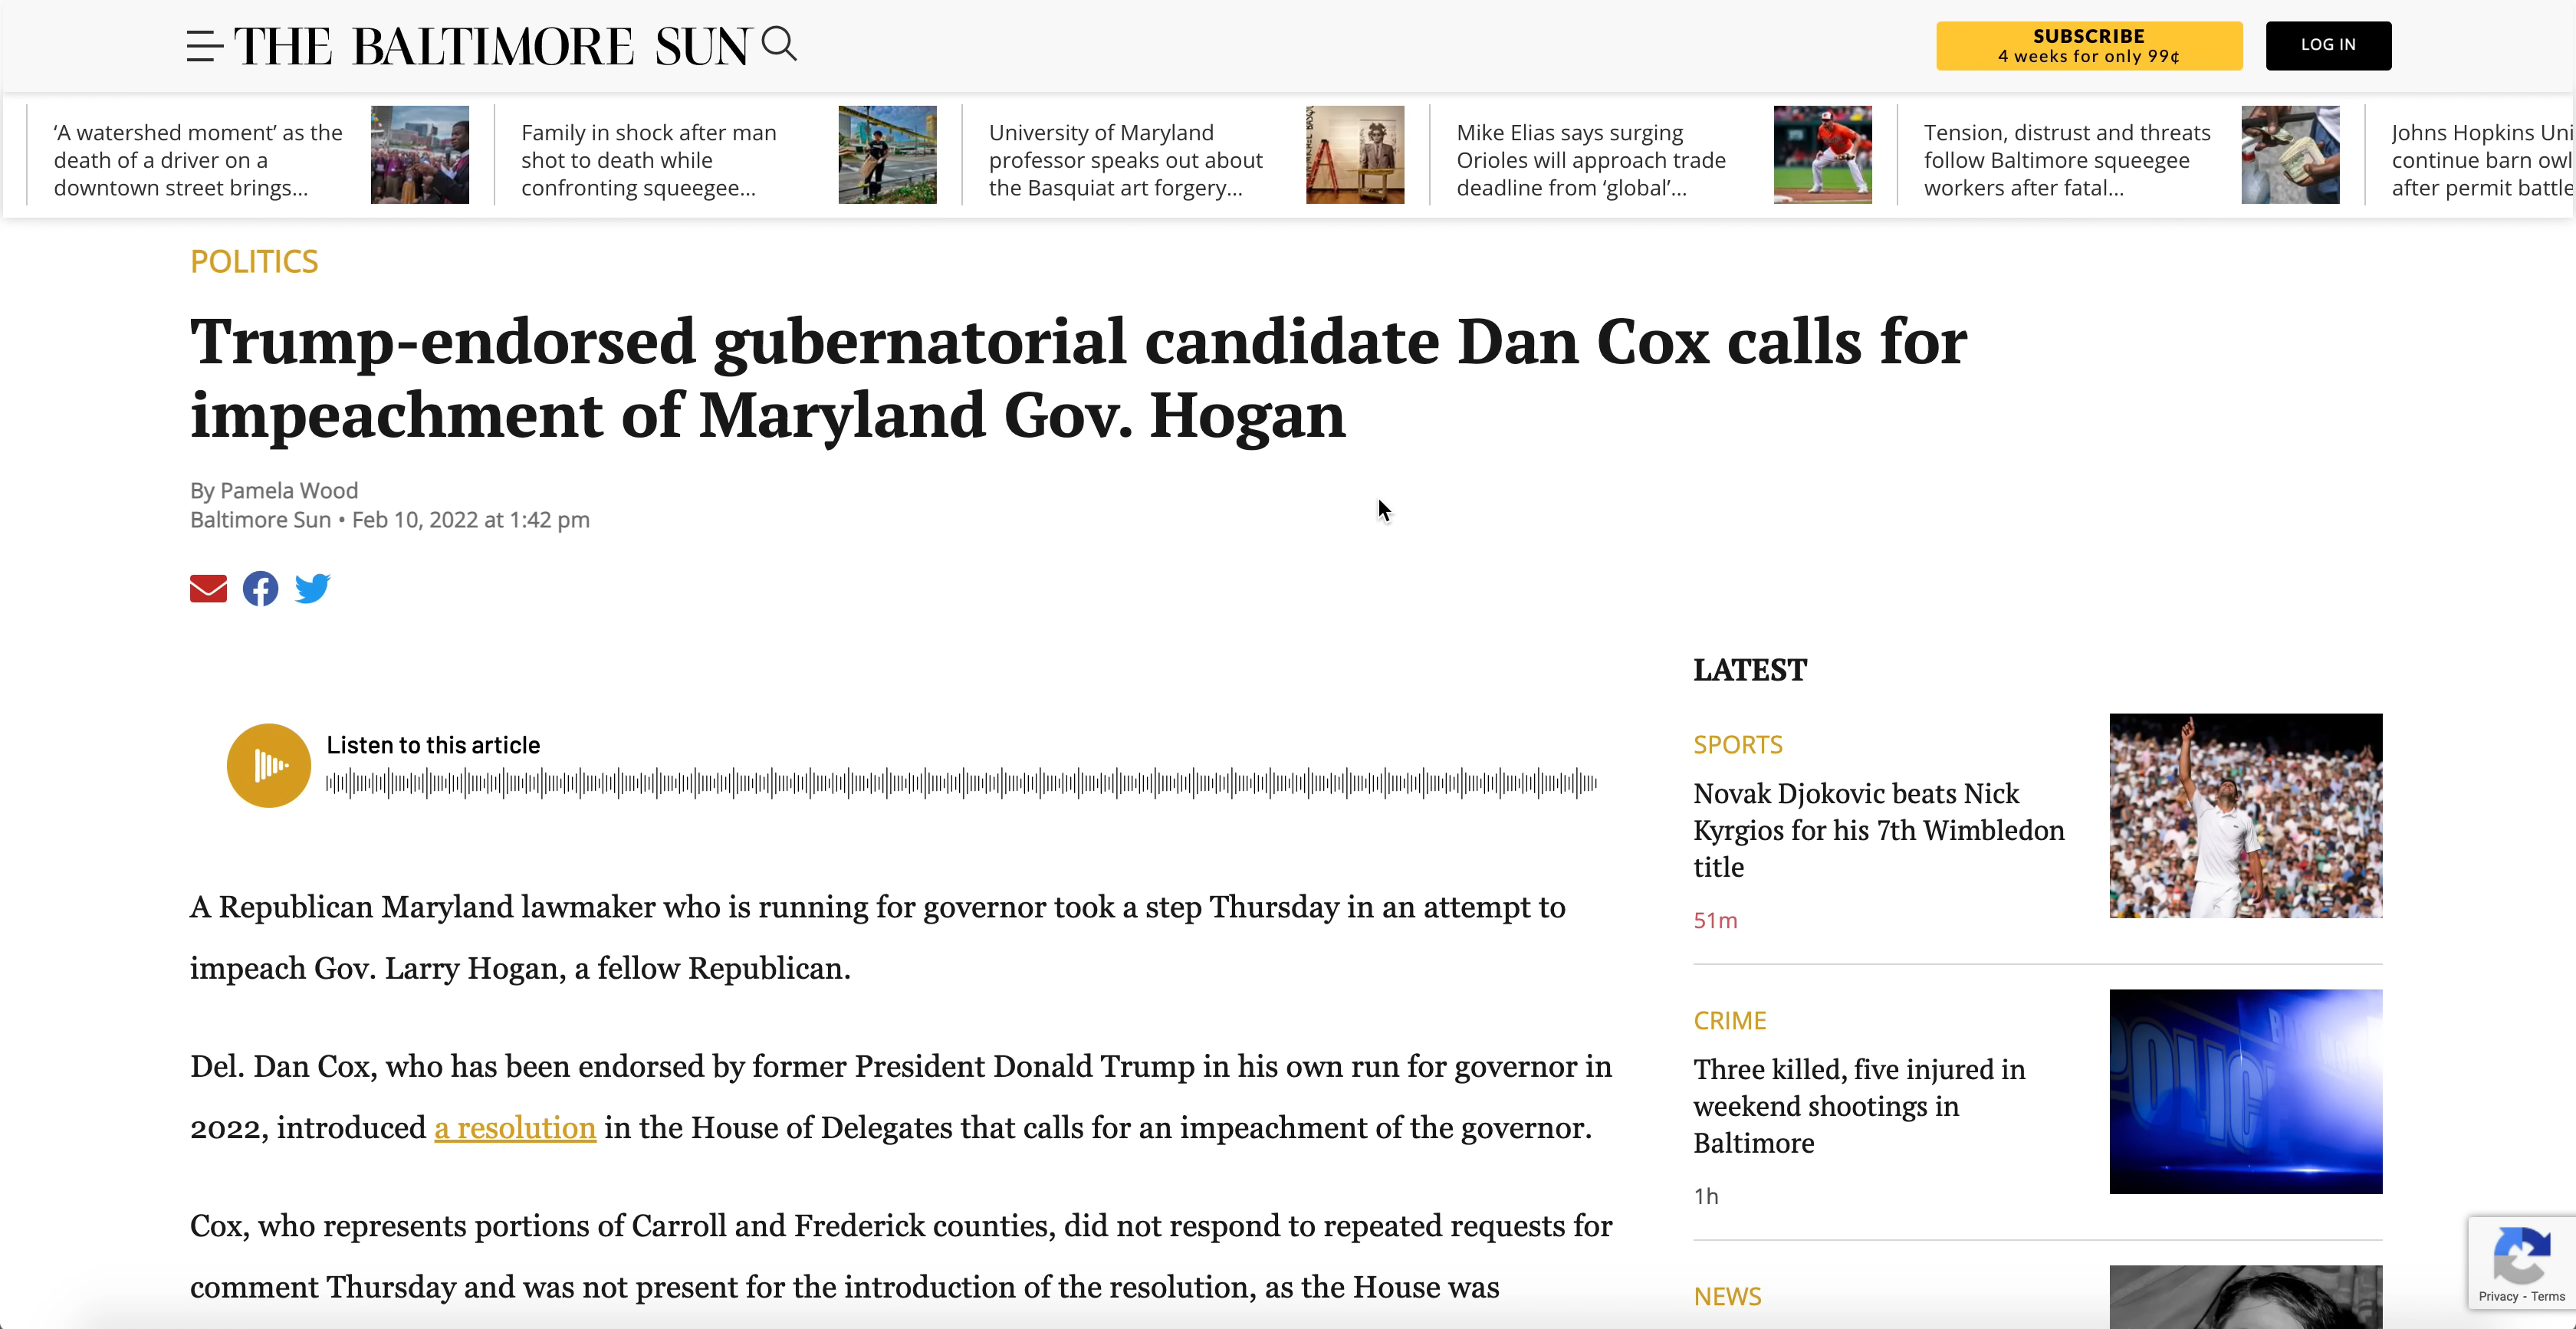 THE BALTIMORE SUN
SUBSCRIBE
4 weeks for only 99¢
LOG IN
‘A watershed moment’ as the
death of a driver on a
downtown street brings...
Family in shock after man
shot to death while
confronting squeegee...
University of Maryland
professor speaks out about
the Basquiat art forgery...
Mike Elias says surging
Orioles will approach trade
deadline from ‘global’...
Tension, distrust and threats
follow Baltimore squeegee
workers after fatal...
Johns Hopkins Uni
continue barn owl
after permit battle
POLITICS
Trump-endorsed gubernatorial candidate Dan Cox calls for
impeachment of Maryland Gov. Hogan
By Pamela Wood
Baltimore Sun • Feb 10, 2022 at 1:42 pm
Listen to this article
A Republican Maryland lawmaker who is running for governor took a step Thursday in an attempt to
impeach Gov. Larry Hogan, a fellow Republican.
Del. Dan Cox, who has been endorsed by former President Donald Trump in his own run for governor in
2022, introduced a resolution in the House of Delegates that calls for an impeachment of the governor.
Cox, who represents portions of Carroll and Frederick counties, did not respond to repeated requests for
comment Thursday and was not present for the introduction of the resolution, as the House was
LATEST
SPORTS
Novak Djokovic beats Nick
Kyrgios for his 7th Wimbledon
title
51m
CRIME
Three killed, five injured in
weekend shootings in
Baltimore
1h
NEWS
Privacy - Terms